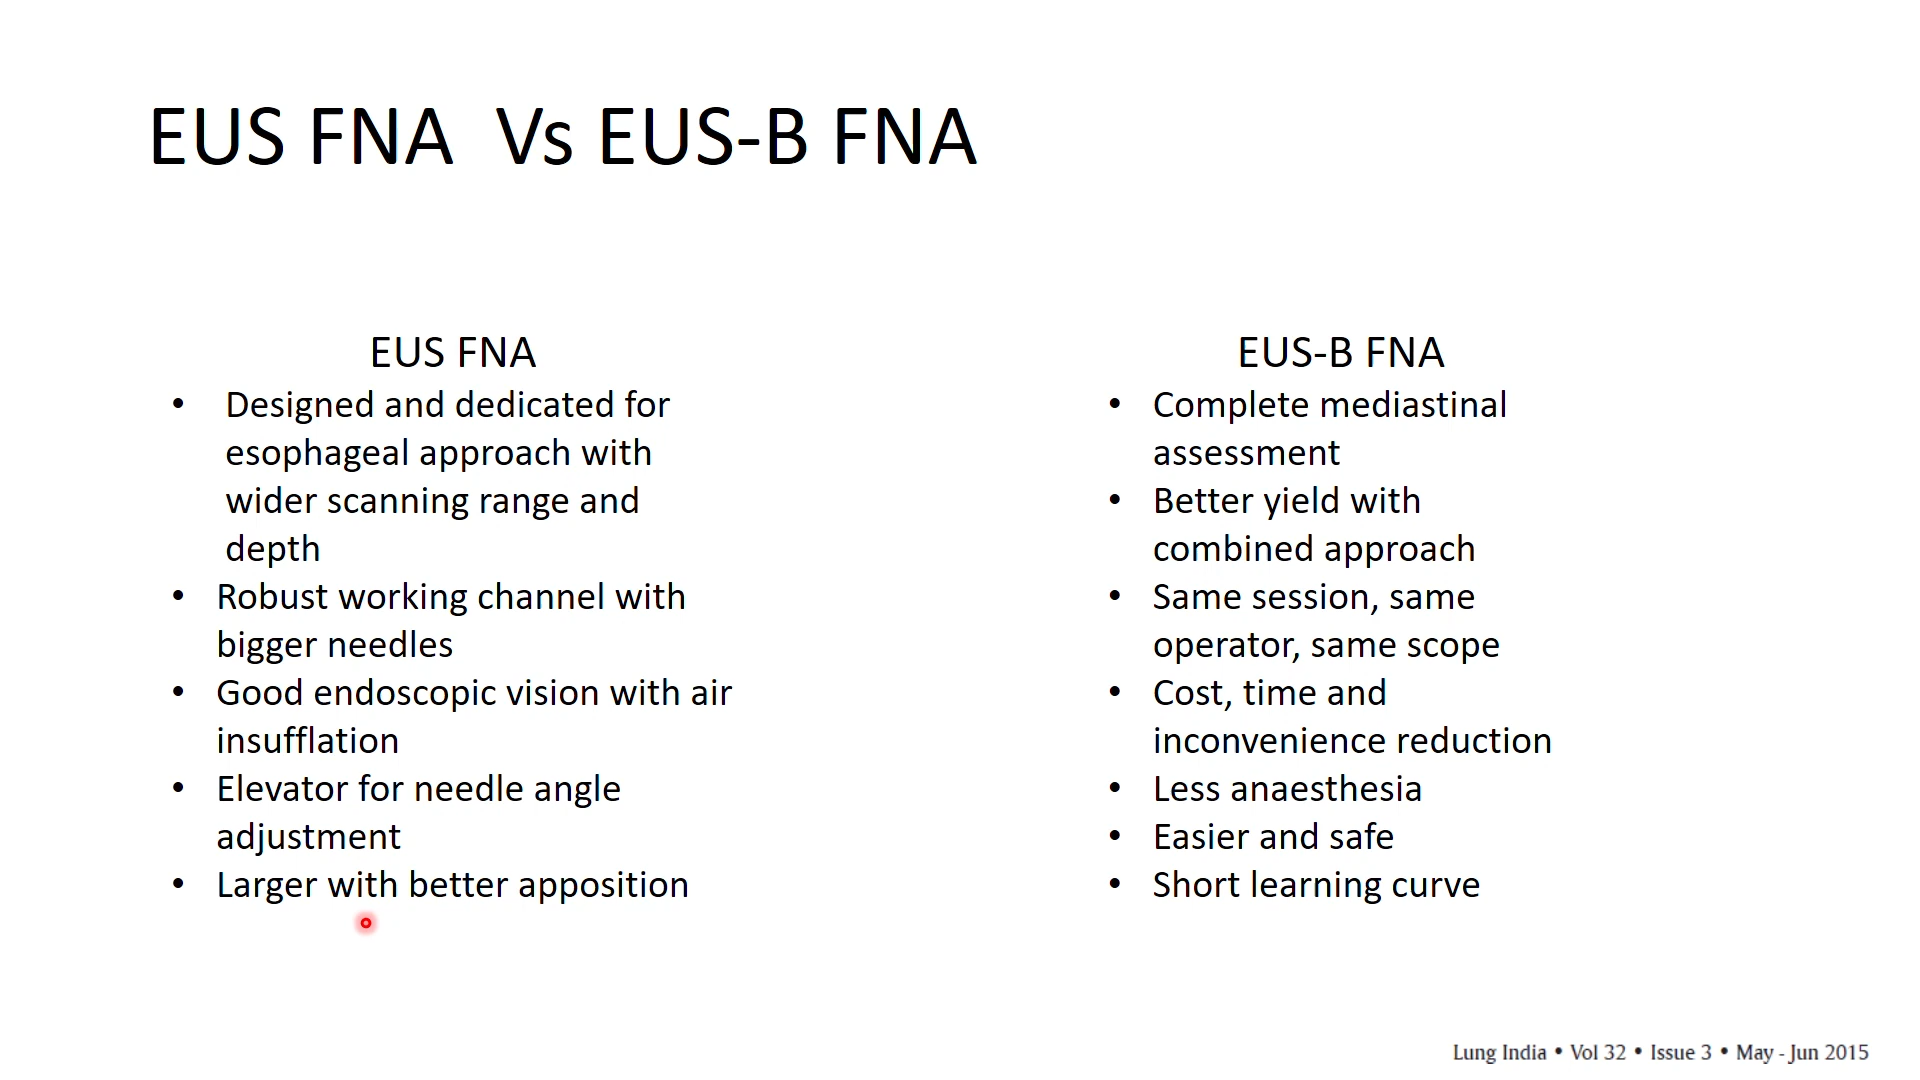 EUS FNA Vs EUS-B FNA
EUS FNA
• Designed and dedicated for
esophageal approach with
wider scanning range and
depth
• Robust working channel with
bigger needles
• Good endoscopic vision with air
insufflation
• Elevator for needle angle
adjustment
• Larger with better apposition
EUS-B FNA
• Complete mediastinal
assessment
• Better yield with
combined approach
• Same session, same
operator, same scope
• Cost, time and
inconvenience reduction
• Less anaesthesia
• Easier and safe
• Short learning curve
Lung India • Vol 32 • Issue 3 • May - Jun 2015